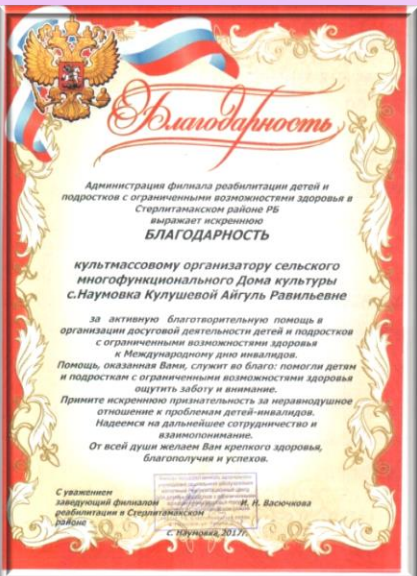 Благодарность
Администрация филиала реабилитации детей и
подростков с ограниченными возможностями здоровья в
Стерлитамакском районе РБ
выражает искреннюю
БЛАГОДАРНОСТЬ
культмассовому организатору сельского
многофункционального Дома культуры
с.Наумовка Кулушевой Айгуль Равильевне
за активную благотворительную помощь в
организации досуговой деятельности детей и подростков
с ограниченными возможностями здоровья
к Международному дню инвалидов.
Помощь, оказанная Вами, служит во благо: помогли детям
и подросткам с ограниченными возможностями здоровья
ощутить заботу и внимание.
Примите искреннюю признательность за неравнодушное
отношение к проблемам детей-инвалидов.
Надеемся на дальнейшее сотрудничество и
взаимопонимание.
От всей души желаем Вам крепкого здоровья,
благополучия и успехов.
С уважением
заведующий филиалом И. Н. Васючкова
реабилитации в Стерлитамакском
районе
с. Наумовка, 2017г.